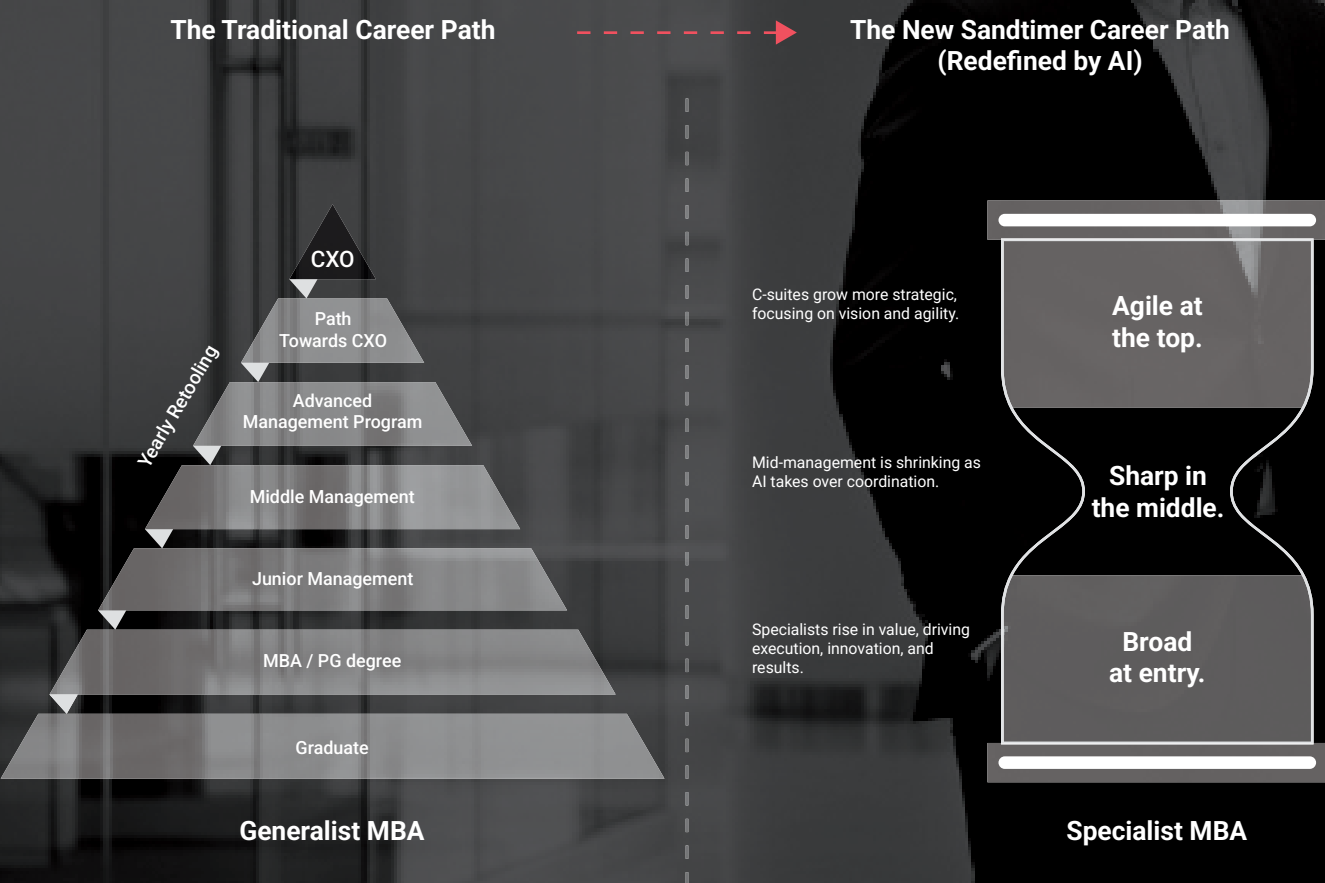 The Traditional Career Path
The New Sandtimer Career Path
(Redefined by AI)
CXO
Path
Towards CXO
Advanced
Management Program
Middle Management
Junior Management
MBA / PG degree
Graduate
Yearly Retooling
Generalist MBA
C-suites grow more strategic,
focusing on vision and agility.
Agile at
the top.
Mid-management is shrinking as
AI takes over coordination.
Sharp in
the middle.
Specialists rise in value, driving
execution, innovation, and
results.
Broad
at entry.
Specialist MBA